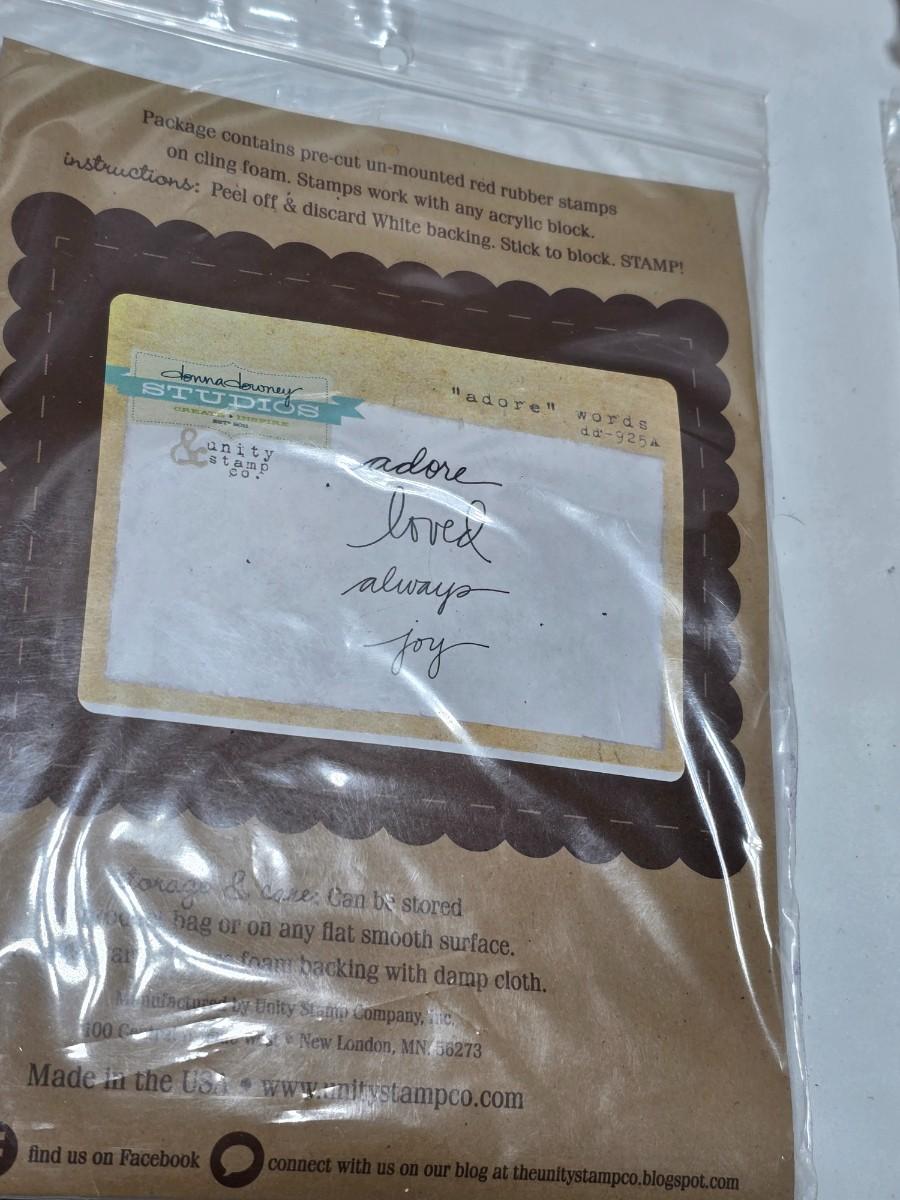 Package contains pre-cut un-mounted red rubber stamps
on cling foam. Stamps work with any acrylic block.
instructions: Peel off & discard White backing. Stick to block. STAMP!
donna downey
STUDIOS
CREATE • INSPIRE
& unity
stamp
co.
"adore" words
dd-925A
adore
loved
always
joy
& care: Can be stored
bag or on any flat smooth surface.
foam backing with damp cloth.
Manufactured by Unity Stamp Company, Inc.
100 West • New London, MN. 56273
Made in the USA • www.unitystampco.com
find us on Facebook
connect with us on our blog at theunitystampco.blogspot.com